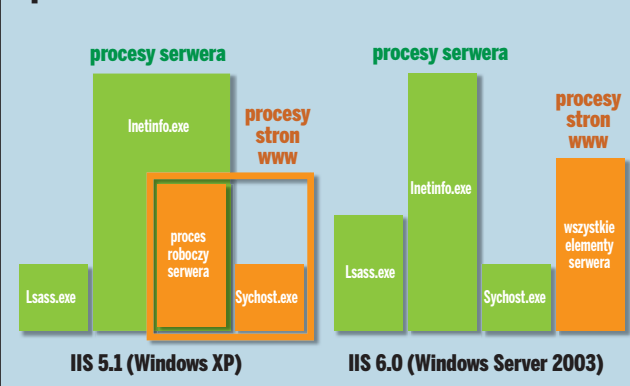 procesy serwera
Inetinfo.exe
procesy
stron
www
proces
roboczy
serwera
Lsass.exe
Sychost.exe
IIS 5.1 (Windows XP)
procesy serwera
procesy
stron
www
Inetinfo.exe
wszystkie
elementy
serwera
Lsass.exe
Sychost.exe
IIS 6.0 (Windows Server 2003)